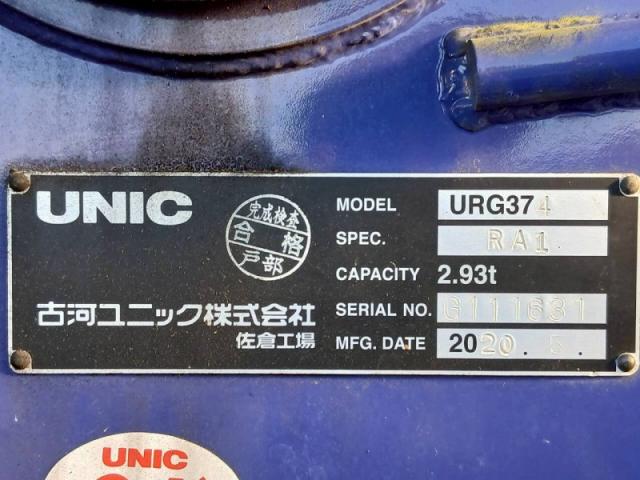 UNIC
完成検査
合格
戸部
古河ユニック株式会社
佐倉工場
MODEL URG374
SPEC. RA1
CAPACITY 2.93t
SERIAL NO. G111631
MFG. DATE 2020. 5.
UNIC